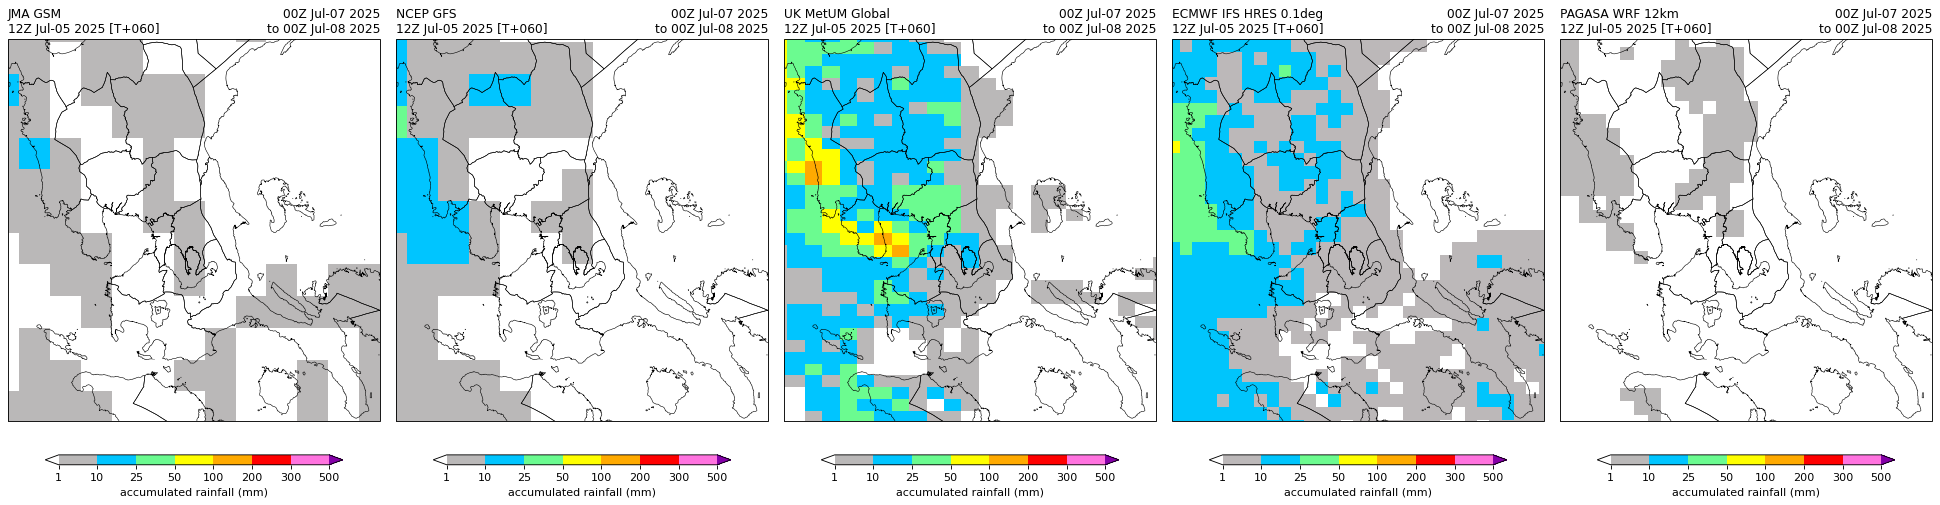 JMA GSM 00Z Jul-07 2025
12Z Jul-05 2025 [T+060] to 00Z Jul-08 2025
NCEP GFS 00Z Jul-07 2025
12Z Jul-05 2025 [T+060] to 00Z Jul-08 2025
UK MetUM Global 00Z Jul-07 2025
12Z Jul-05 2025 [T+060] to 00Z Jul-08 2025
ECMWF IFS HRES 0.1deg 00Z Jul-07 2025
12Z Jul-05 2025 [T+060] to 00Z Jul-08 2025
PAGASA WRF 12km 00Z Jul-07 2025
12Z Jul-05 2025 [T+060] to 00Z Jul-08 2025
1 10 25 50 100 200 300 500
accumulated rainfall (mm)
1 10 25 50 100 200 300 500
accumulated rainfall (mm)
1 10 25 50 100 200 300 500
accumulated rainfall (mm)
1 10 25 50 100 200 300 500
accumulated rainfall (mm)
1 10 25 50 100 200 300 500
accumulated rainfall (mm)